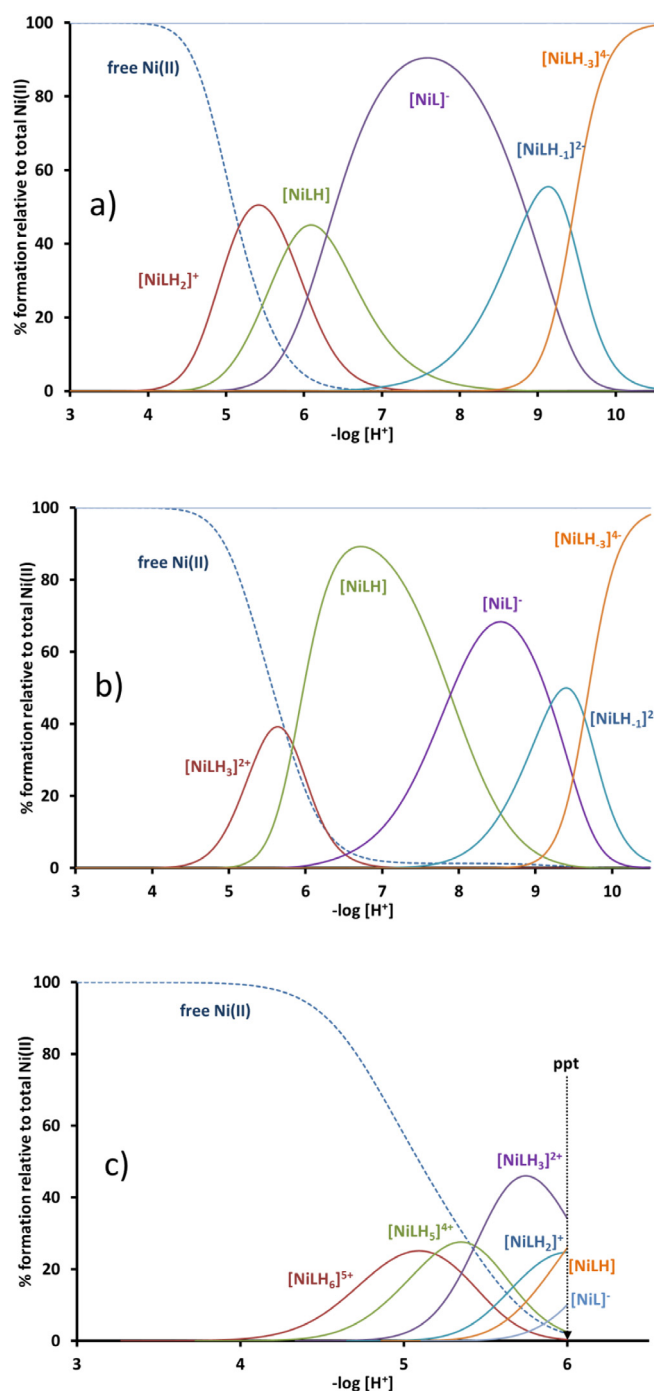 100
[NiLH-3]4-
free Ni(II)
[NiL]-
80
[NiLH-1]2-
60
a)
[NiLH]
40
[NiLH2]+
20
0
3 4 5 6 7 8 9 10
-log [H+]
% formation relative to total Ni(II)
100
[NiLH-3]4-
free Ni(II)
[NiLH]
80
[NiL]-
60
b)
[NiLH-1]2
40
[NiLH3]2+
20
0
3 4 5 6 7 8 9 10
-log [H+]
% formation relative to total Ni(II)
100
free Ni(II)
80
ppt
60
c)
[NiLH3]2+
40
[NiLH5]4+
[NiLH2]+
[NiLH6]5+
[NiLH]
20
[NiL]-
0
3 4 5 6
-log [H+]
% formation relative to total Ni(II)